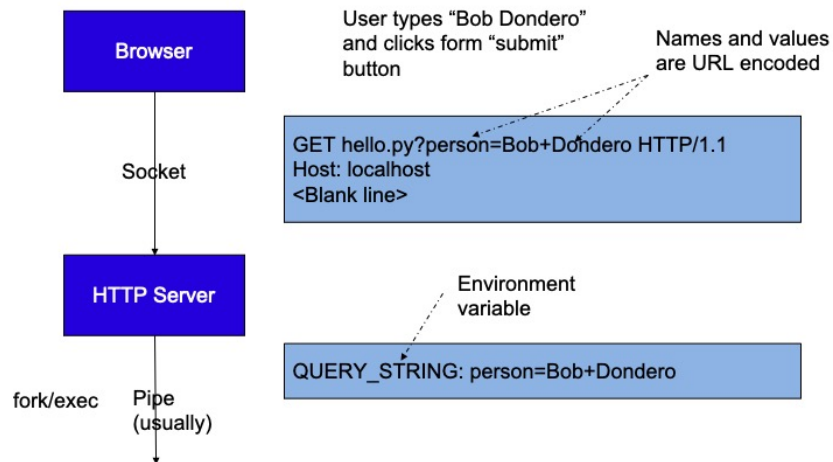 User types “Bob Dondero”
and clicks form “submit”
button
Browser
Names and values
are URL encoded
GET hello.py?person=Bob+Dondero HTTP/1.1
Host: localhost
<Blank line>
Socket
HTTP Server
Environment
variable
QUERY_STRING: person=Bob+Dondero
fork/exec
Pipe
(usually)